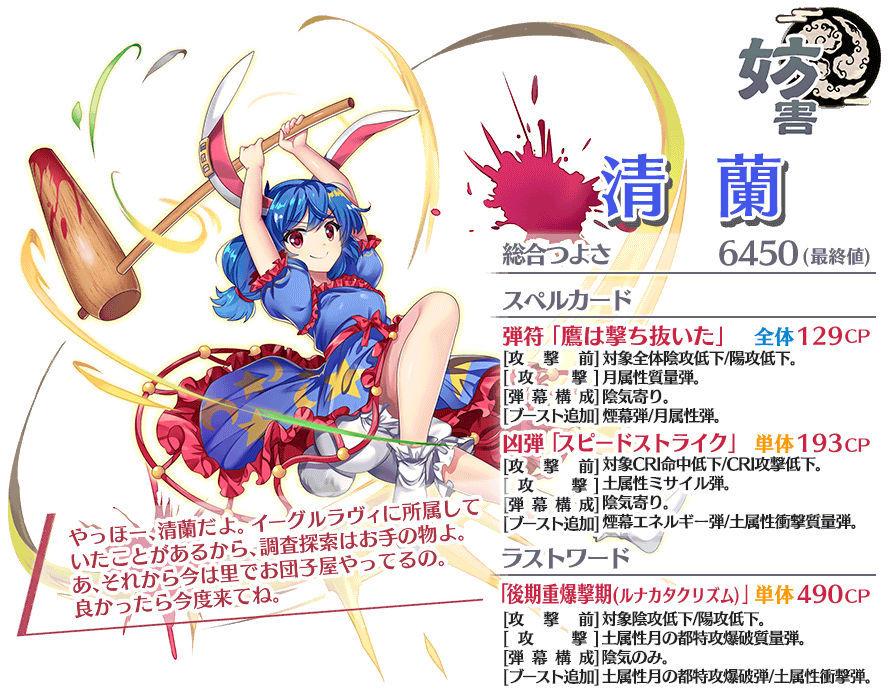 妨害
清蘭
総合つよさ 6450(最終値)
スペルカード
弾符「鷹は撃ち抜いた」 全体129CP
[攻撃前]対象全体陰攻低下/陽攻低下。
[攻撃]月属性質量弾。
[弾幕構成]陰気寄り。
[ブースト追加]煙幕弾/月属性弾。
凶弾「スピードストライク」 単体193CP
[攻撃前]対象CRI命中低下/CRI攻撃低下。
[攻撃]土属性ミサイル弾。
[弾幕構成]陰気寄り。
[ブースト追加]煙幕エネルギー弾/土属性衝撃質量弾。
ラストワード
「後期重爆撃期(ルナカタクリズム)」単体490CP
[攻撃前]対象陰攻低下/陽攻低下。
[攻撃]土属性月の都特攻爆破質量弾。
[弾幕構成]陰気のみ。
[ブースト追加]土属性月の都特攻爆破弾/土属性衝撃弾。
やっほー、清蘭だよ。イーグルラヴィに所属して
いたことがあるから、調査探索はお手の物よ。
あ、それから今は里でお団子屋やってるの。
良かったら今度来てね。